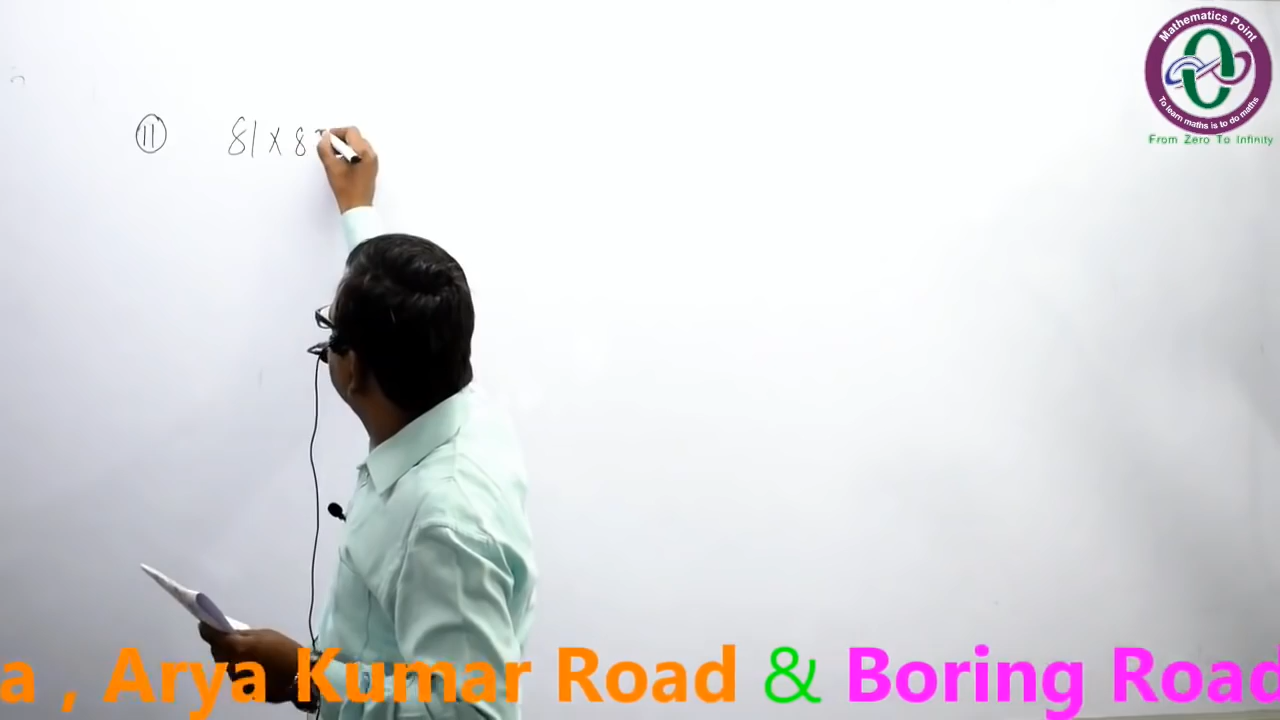 Mathematics Point
To learn maths is to do maths
From Zero To Infinity
11 81 x 8
a , Arya Kumar Road & Boring Road